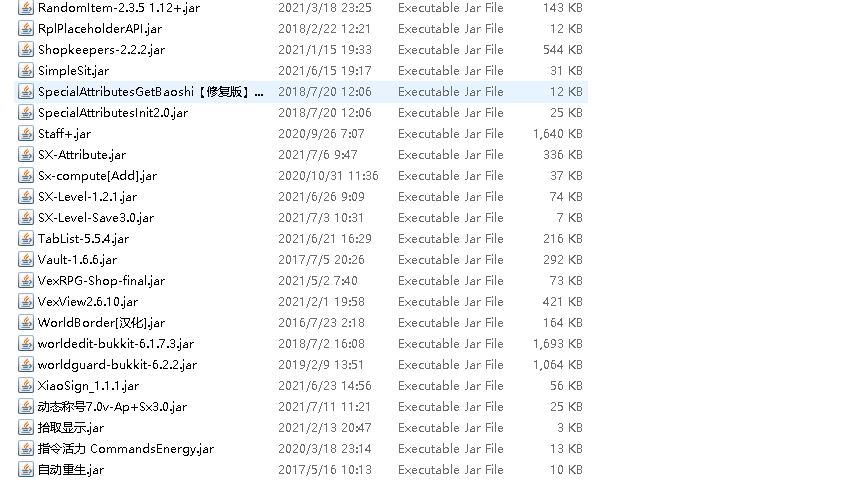 RandomItem-2.3.5 1.12+.jar 2021/3/18 23:25 Executable Jar File 143 KB
RplPlaceholderAPI.jar 2018/2/22 12:21 Executable Jar File 12 KB
Shopkeepers-2.2.2.jar 2021/1/15 19:33 Executable Jar File 544 KB
SimpleSit.jar 2021/6/15 19:17 Executable Jar File 31 KB
SpecialAttributesGetBaoshi【修复版】... 2018/7/20 12:06 Executable Jar File 12 KB
SpecialAttributesInit2.0.jar 2018/7/20 12:06 Executable Jar File 25 KB
Staff+.jar 2020/9/26 7:07 Executable Jar File 1,640 KB
SX-Attribute.jar 2021/7/6 9:47 Executable Jar File 336 KB
Sx-compute[Add].jar 2020/10/31 11:36 Executable Jar File 37 KB
SX-Level-1.2.1.jar 2021/6/26 9:09 Executable Jar File 74 KB
SX-Level-Save3.0.jar 2021/7/3 10:31 Executable Jar File 7 KB
TabList-5.5.4.jar 2021/6/21 16:29 Executable Jar File 216 KB
Vault-1.6.6.jar 2017/7/5 20:26 Executable Jar File 292 KB
VexRPG-Shop-final.jar 2021/5/2 7:40 Executable Jar File 73 KB
VexView2.6.10.jar 2021/2/1 19:58 Executable Jar File 421 KB
WorldBorder[汉化].jar 2016/7/23 2:18 Executable Jar File 164 KB
worldedit-bukkit-6.1.7.3.jar 2018/7/2 16:08 Executable Jar File 1,693 KB
worldguard-bukkit-6.2.2.jar 2019/2/9 13:51 Executable Jar File 1,064 KB
XiaoSign_1.1.1.jar 2021/6/23 14:56 Executable Jar File 56 KB
动态称号7.0v-Ap+Sx3.0.jar 2021/7/11 11:21 Executable Jar File 25 KB
拾取显示.jar 2021/2/13 20:47 Executable Jar File 3 KB
指令活力 CommandsEnergy.jar 2020/3/18 23:14 Executable Jar File 13 KB
自动重生.jar 2017/5/16 10:13 Executable Jar File 10 KB